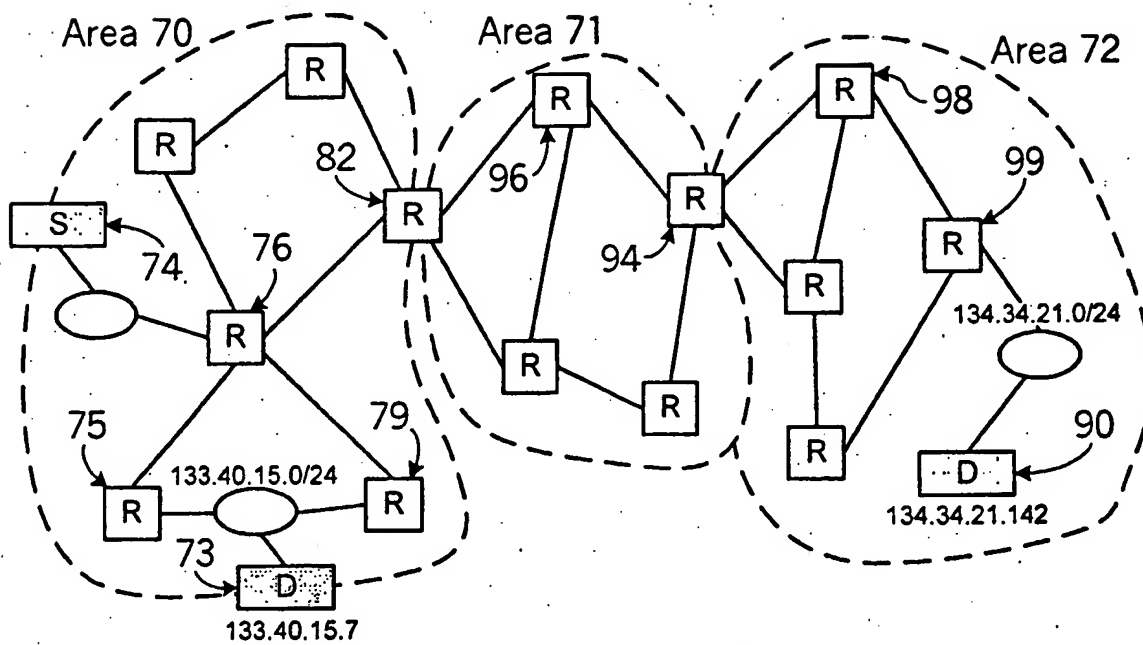 Area 70
Area 71
Area 72
R
R
R
R
98
R
82
96
99
S
R
R
94
R
74
76
R
R
134.34.21.0/24
R
R
75
79
R
90
133.40.15.0/24
R
R
D
134.34.21.142
73
D
133.40.15.7